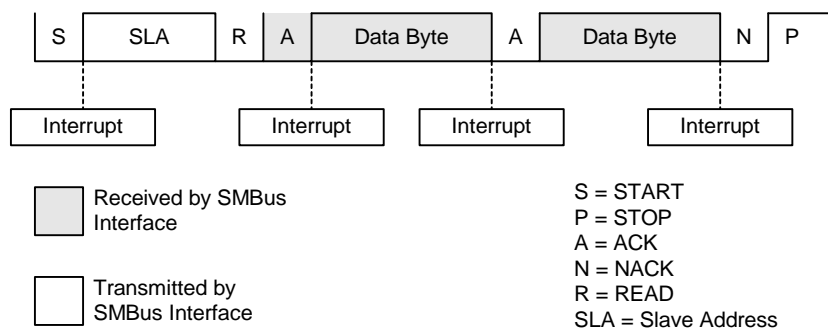 S SLA R A Data Byte A Data Byte N P
Interrupt Interrupt Interrupt Interrupt
Received by SMBus
Interface
Transmitted by
SMBus Interface
S = START
P = STOP
A = ACK
N = NACK
R = READ
SLA = Slave Address